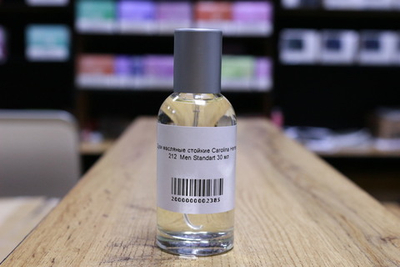 масляные стойкие Carolina
212 Men Standart 30 мл
2000000002385